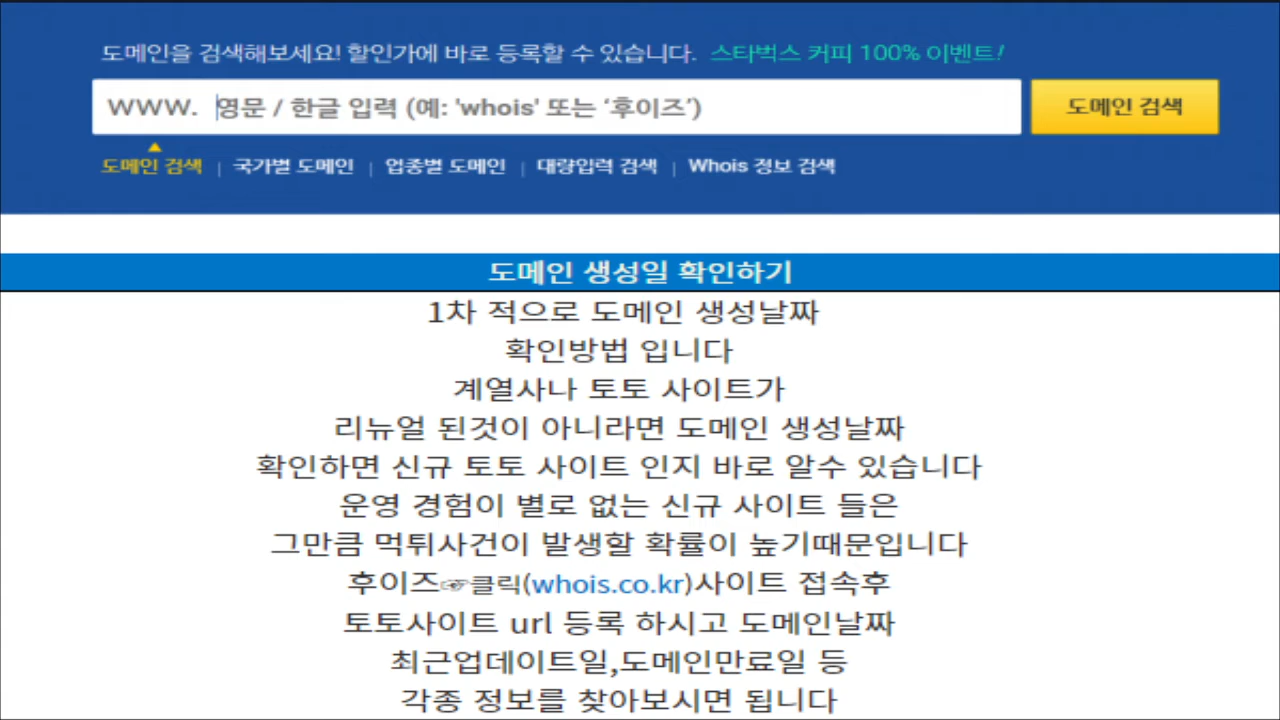 도메인을 검색해보세요! 할인가에 바로 등록할 수 있습니다. 스타벅스 커피 100% 이벤트!
WWW. 영문 / 한글 입력 (예: 'whois' 또는 ‘후이즈’) 도메인 검색
도메인 검색 | 국가별 도메인 | 업종별 도메인 | 대량입력 검색 | Whois 정보 검색
도메인 생성일 확인하기
1차 적으로 도메인 생성날짜
확인방법 입니다
계열사나 토토 사이트가
리뉴얼 된것이 아니라면 도메인 생성날짜
확인하면 신규 토토 사이트 인지 바로 알수 있습니다
운영 경험이 별로 없는 신규 사이트 들은
그만큼 먹튀사건이 발생할 확률이 높기때문입니다
후이즈☞클릭(whois.co.kr)사이트 접속후
토토사이트 url 등록 하시고 도메인날짜
최근업데이트일,도메인만료일 등
각종 정보를 찾아보시면 됩니다